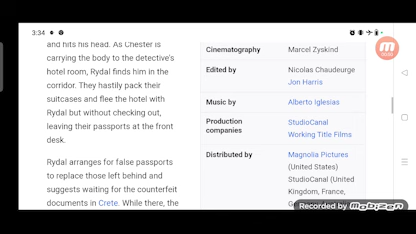 3:34
and hits his head. As Chester is
carrying the body to the detective's
hotel room, Rydal finds him in the
corridor. They hastily pack their
suitcases and flee the hotel with
Rydal but without checking out,
leaving their passports at the front
desk.
Rydal arranges for false passports
to replace those left behind and
suggests waiting for the counterfeit
documents in Crete. While there, the
Cinematography Marcel Zyskind
Edited by Nicolas Chaudeurge
Jon Harris
Music by Alberto Iglesias
Production StudioCanal
companies Working Title Films
Distributed by Magnolia Pictures
(United States)
StudioCanal (United
Kingdom, France,
Recorded by Mobizen